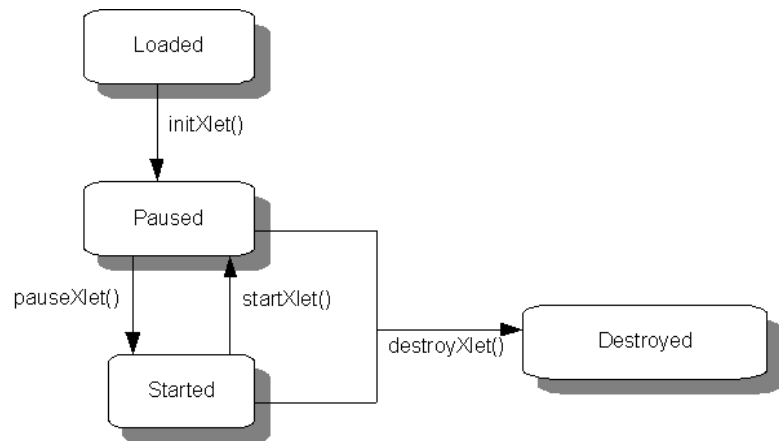 Loaded
initXlet()
Paused
pauseXlet()
startXlet()
destroyXlet()
Destroyed
Started